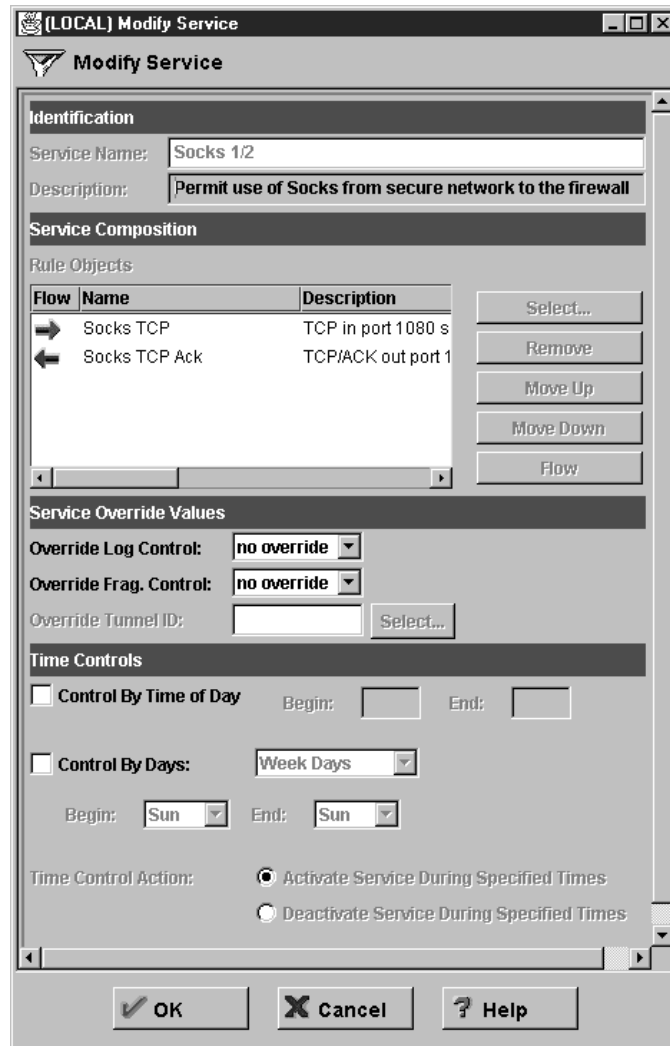 (LOCAL) Modify Service
Modify Service
Identification
Service Name: Socks 1/2
Description: Permit use of Socks from secure network to the firewall
Service Composition
Rule Objects
Flow Name Description
Socks TCP TCP in port 1080 s
Socks TCP Ack TCP/ACK out port 1
Select...
Remove
Move Up
Move Down
Flow
Service Override Values
Override Log Control: no override
Override Frag. Control: no override
Override Tunnel ID: Select...
Time Controls
Control By Time of Day Begin: End:
Control By Days: Week Days
Begin: Sun End: Sun
Time Control Action: Activate Service During Specified Times
Deactivate Service During Specified Times
OK Cancel Help